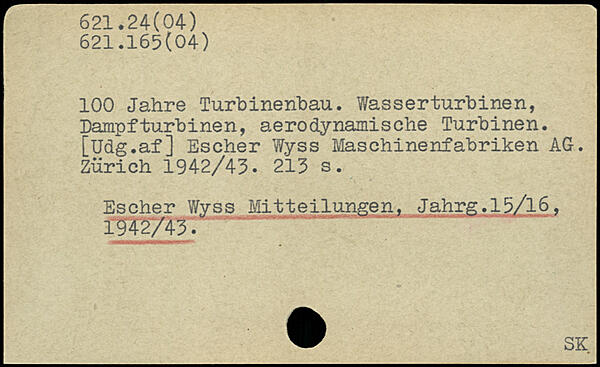 621.24(04)
621.165(04)
100 Jahre Turbinenbau. Wasserturbinen,
Dampfturbinen, aerodynamische Turbinen.
[Udg.af] Escher Wyss Maschinenfabriken AG.
Zürich 1942/43. 213 s.
Escher Wyss Mitteilungen, Jahrg.15/16,
1942/43.
SK